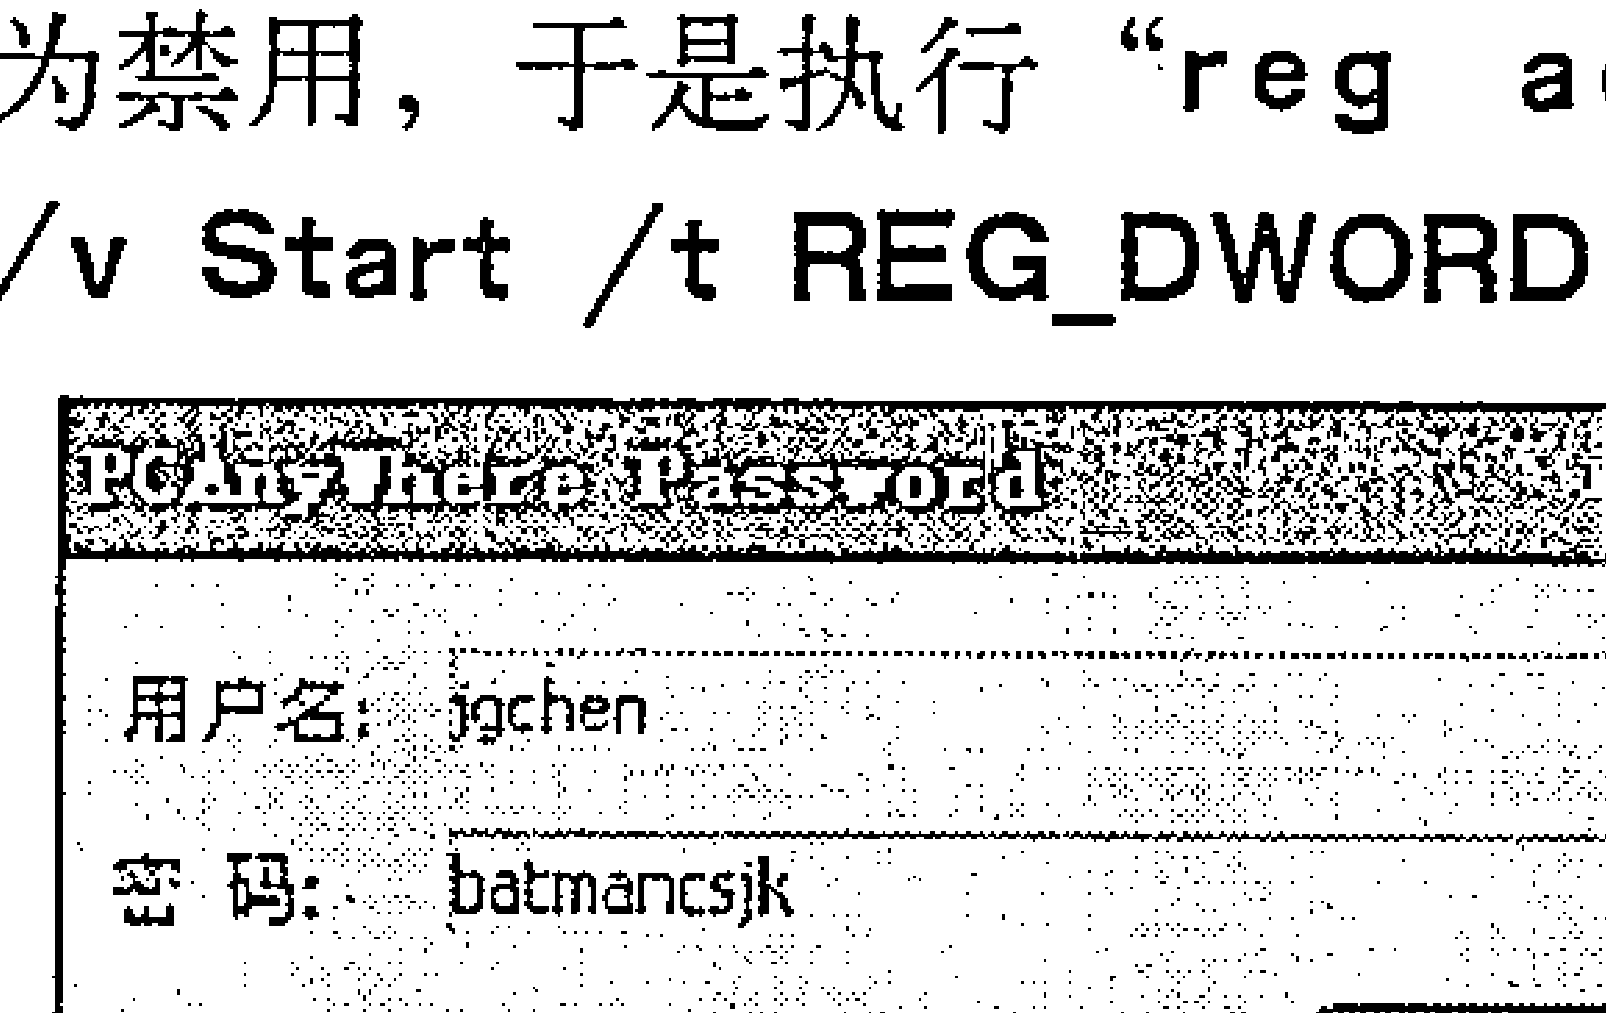 为禁用，于是执行 “reg
/v Start /t REG_DWORD
PCAnyWhere Password
用户名: jgchen
密 码: batmancsjk